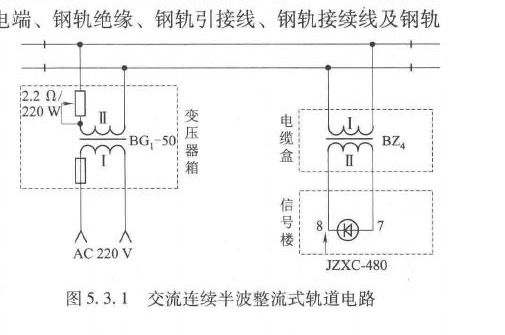 电端、钢轨绝缘、钢轨引接线、钢轨接续线及钢轨
2.2 Ω/
220 W
II
I
BG₁-50
变压器箱
AC 220 V
I
II
BZ₄
电缆盒
信号楼
8
7
JZXC-480
图 5.3.1 交流连续半波整流式轨道电路